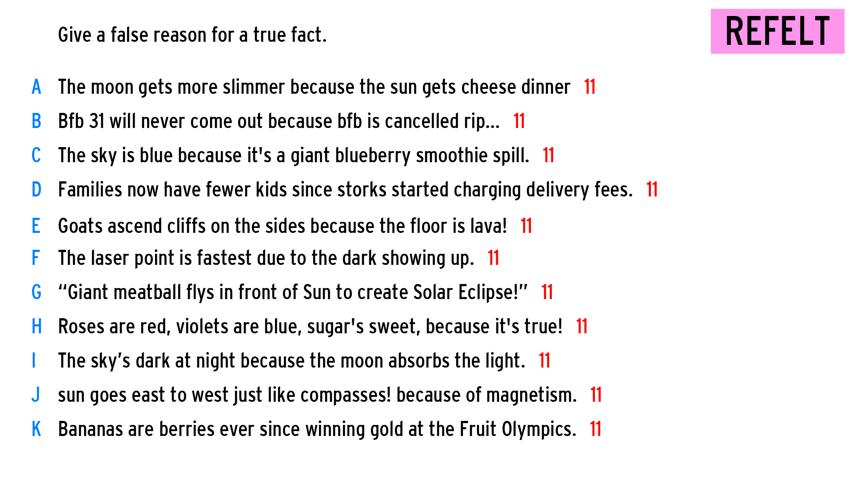 Give a false reason for a true fact.
REFELT
A The moon gets more slimmer because the sun gets cheese dinner 11
B Bfb 31 will never come out because bfb is cancelled rip... 11
C The sky is blue because it's a giant blueberry smoothie spill. 11
D Families now have fewer kids since storks started charging delivery fees. 11
E Goats ascend cliffs on the sides because the floor is lava! 11
F The laser point is fastest due to the dark showing up. 11
G “Giant meatball flys in front of Sun to create Solar Eclipse!” 11
H Roses are red, violets are blue, sugar's sweet, because it's true! 11
I The sky’s dark at night because the moon absorbs the light. 11
J sun goes east to west just like compasses! because of magnetism. 11
K Bananas are berries ever since winning gold at the Fruit Olympics. 11